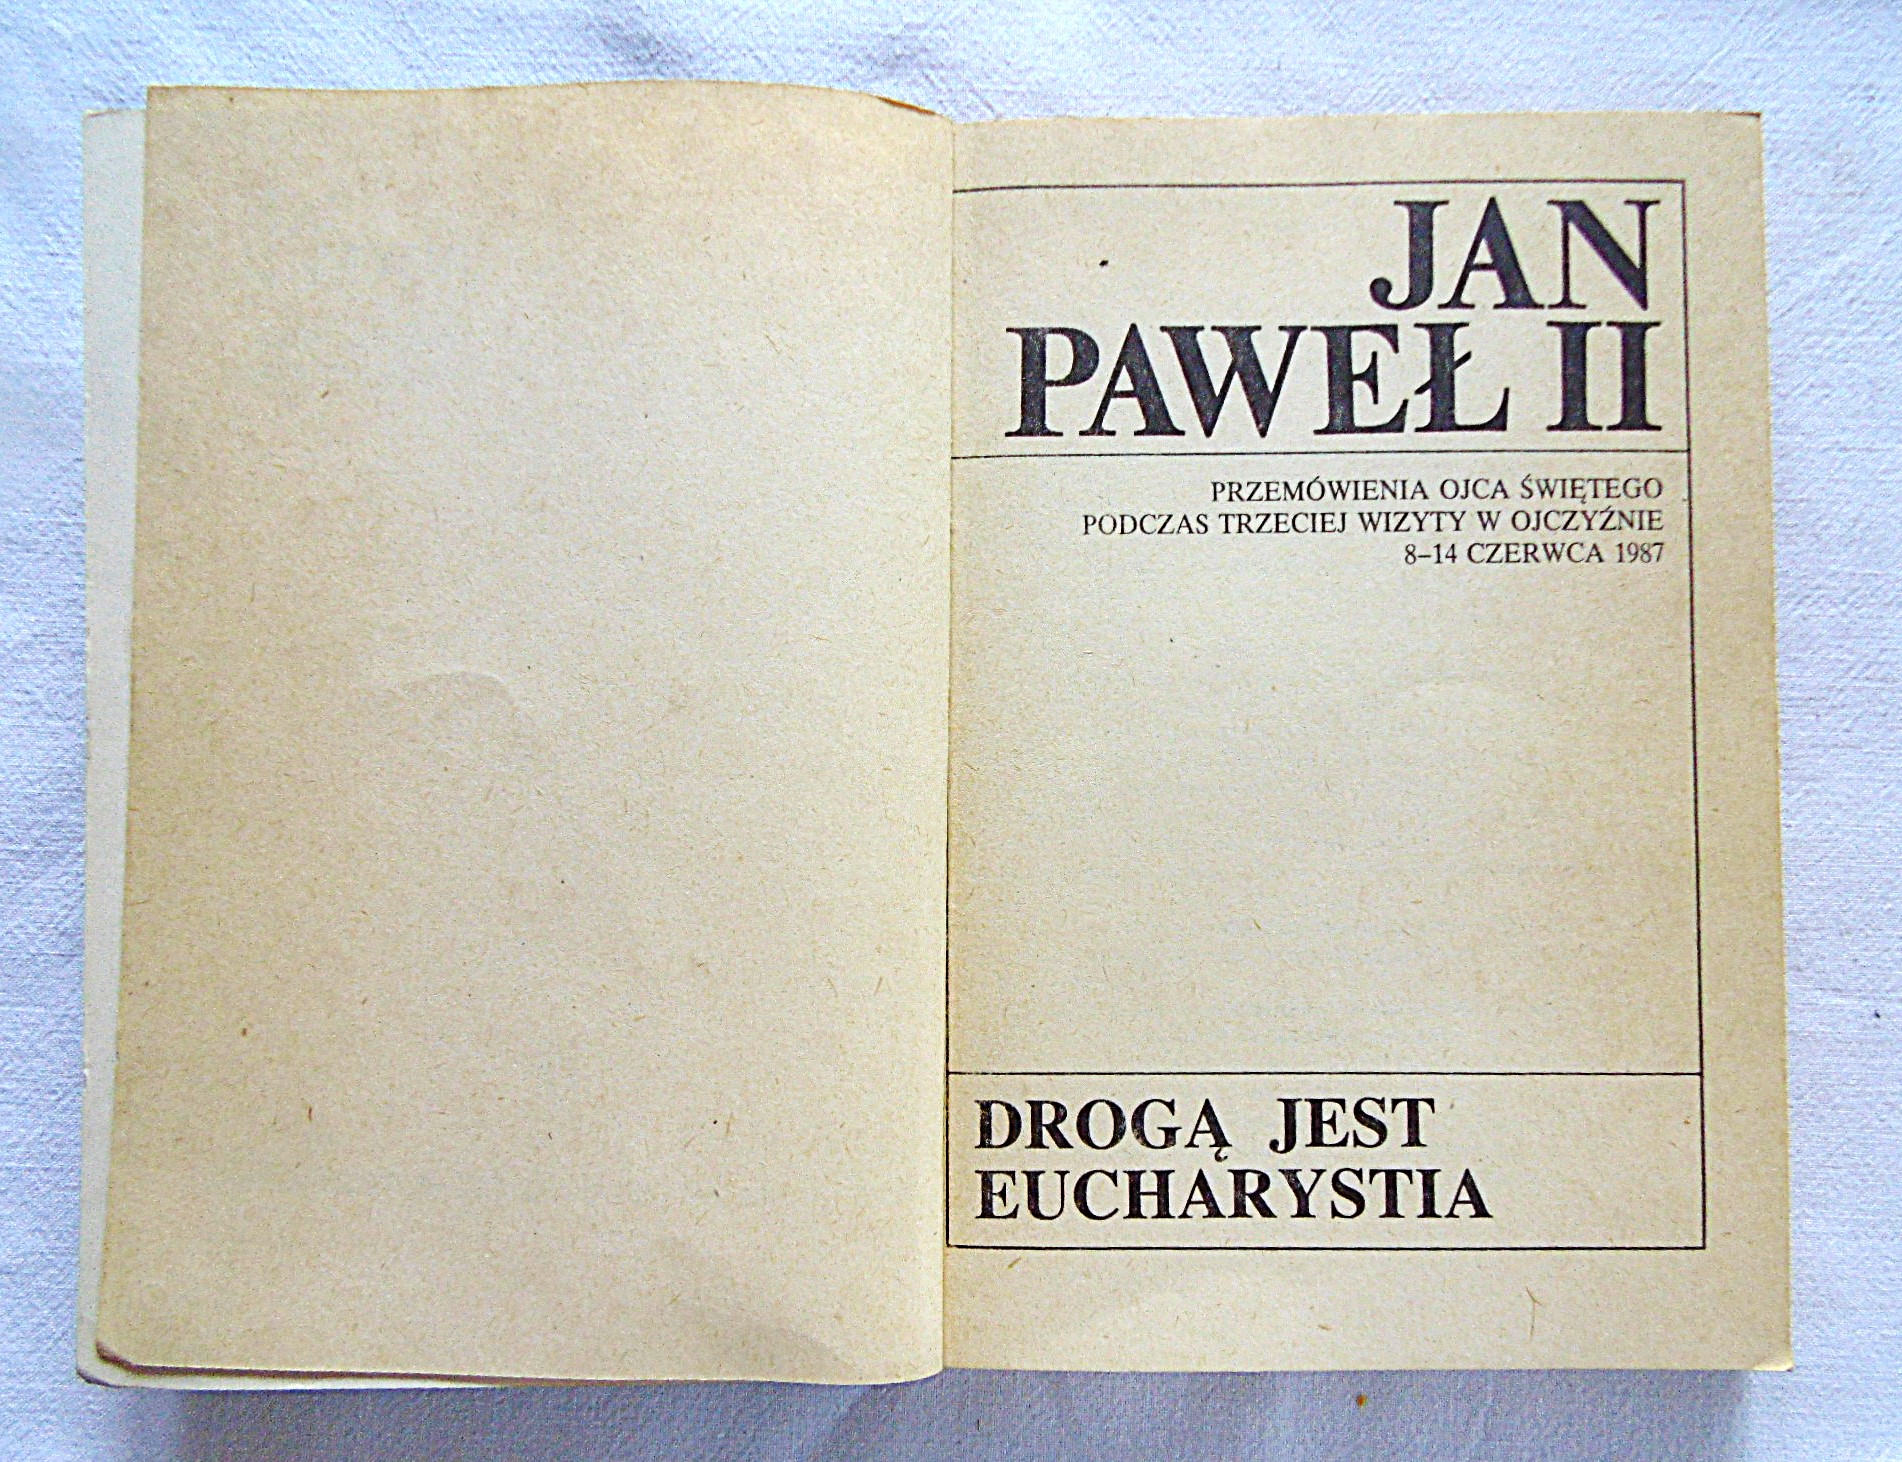 JAN
PAWEŁ II
PRZEMÓWIENIA OJCA ŚWIĘTEGO
PODCZAS TRZECIEJ WIZYTY W OJCZYŹNIE
8–14 CZERWCA 1987
DROGĄ JEST
EUCHARYSTIA